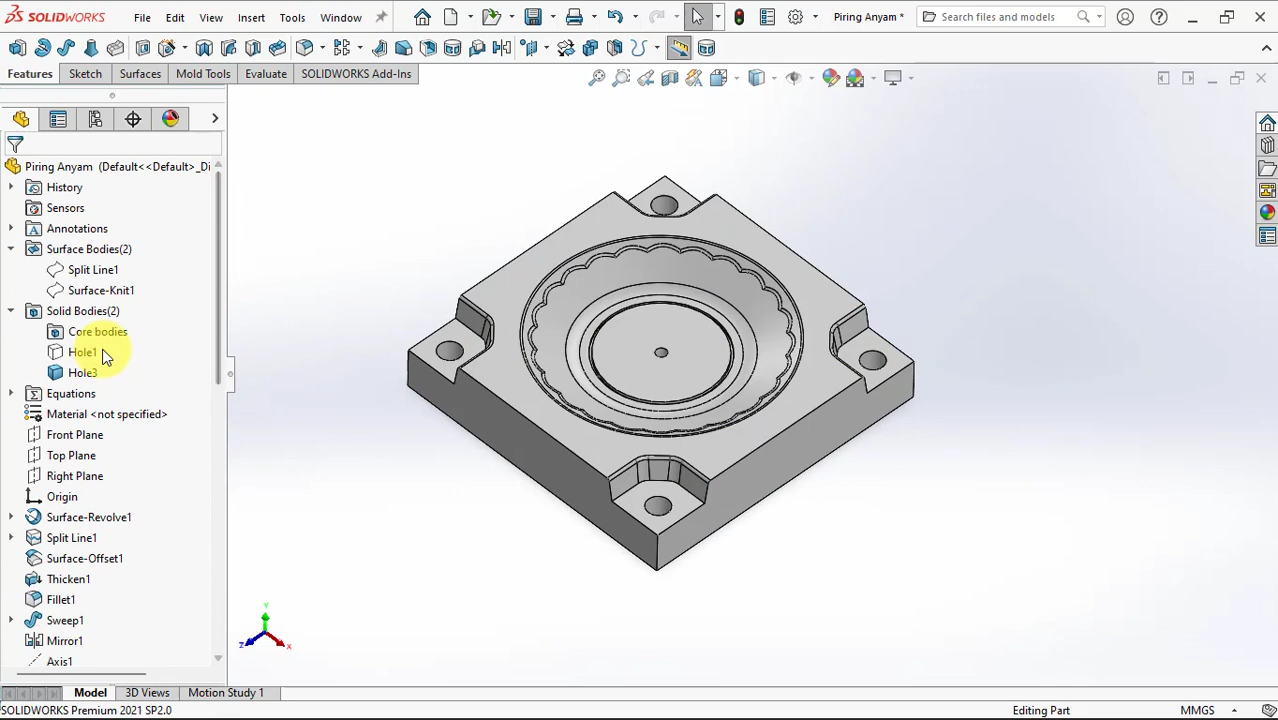 SOLIDWORKS File Edit View Insert Tools Window Piring Anyam * Search files and models
Features Sketch Surfaces Mold Tools Evaluate SOLIDWORKS Add-Ins
Piring Anyam (Default<<Default>_Di
History
Sensors
Annotations
Surface Bodies(2)
Split Line1
Surface-Knit1
Solid Bodies(2)
Core bodies
Hole1
Hole3
Equations
Material <not specified>
Front Plane
Top Plane
Right Plane
Origin
Surface-Revolve1
Split Line1
Surface-Offset1
Thicken1
Fillet1
Sweep1
Mirror1
Axis1
Y
Z
X
Model 3D Views Motion Study 1
SOLIDWORKS Premium 2021 SP2.0 Editing Part MMGS